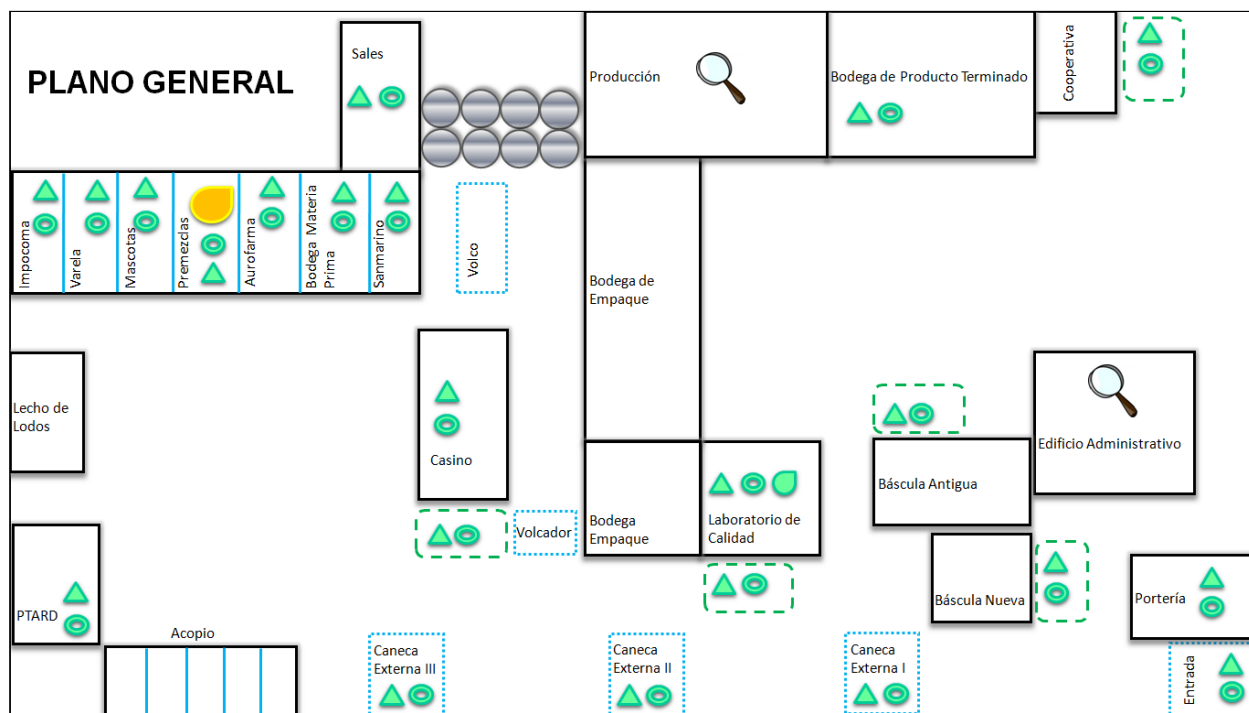 PLANO GENERAL
Sales
Producción
Bodega de Producto Terminado
Cooperativa
Impocoma
Varela
Mascotas
Premezclas
Aurofarma
Bodega Materia
Prima
Sanmarino
Volco
Bodega de
Empaque
Lecho de
Lodos
Casino
Edificio Administrativo
Báscula Antigua
Volcador
Bodega
Empaque
Laboratorio de
Calidad
Báscula Nueva
Portería
PTARD
Acopio
Caneca
Externa III
Caneca
Externa II
Caneca
Externa I
Entrada